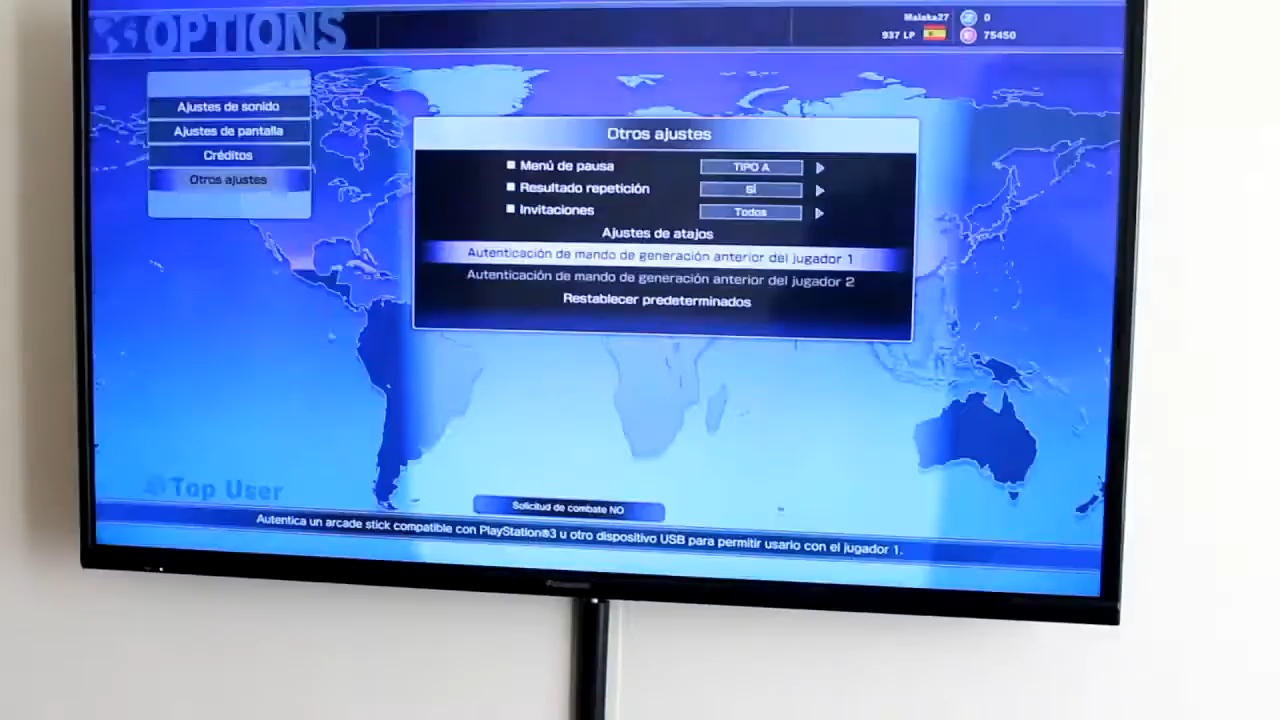 OPTIONS
Malaka27 0
937 LP 75450
Ajustes de sonido
Ajustes de pantalla
Créditos
Otros ajustes
Otros ajustes
Menú de pausa TIPO A
Resultado repetición SÍ
Invitaciones Todos
Ajustes de atajos
Autenticación de mando de generación anterior del jugador 1
Autenticación de mando de generación anterior del jugador 2
Restablecer predeterminados
Top User
Solicitud de combate NO
Autentica un arcade stick compatible con PlayStation®3 u otro dispositivo USB para permitir usarlo con el jugador 1.
Panasonic